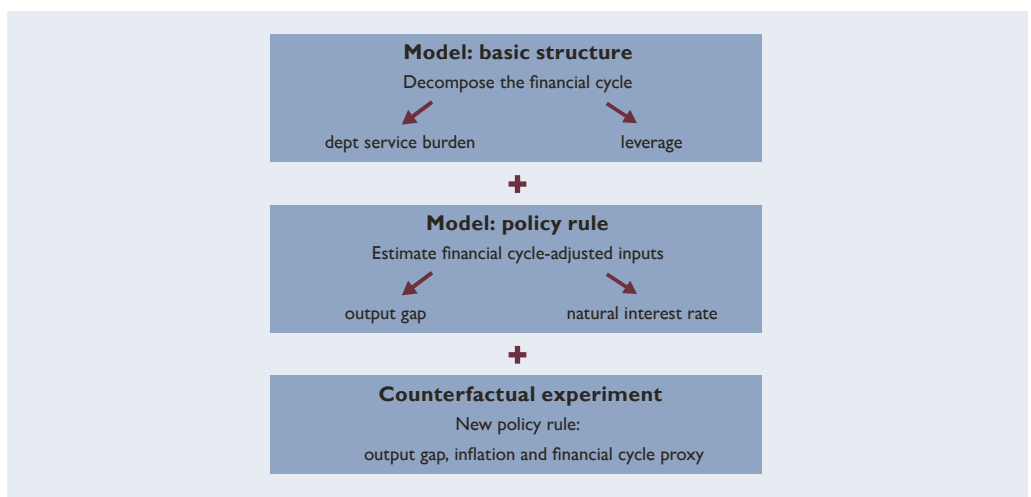 Model: basic structure
Decompose the financial cycle
dept service burden leverage
+
Model: policy rule
Estimate financial cycle-adjusted inputs
output gap natural interest rate
+
Counterfactual experiment
New policy rule:
output gap, inflation and financial cycle proxy